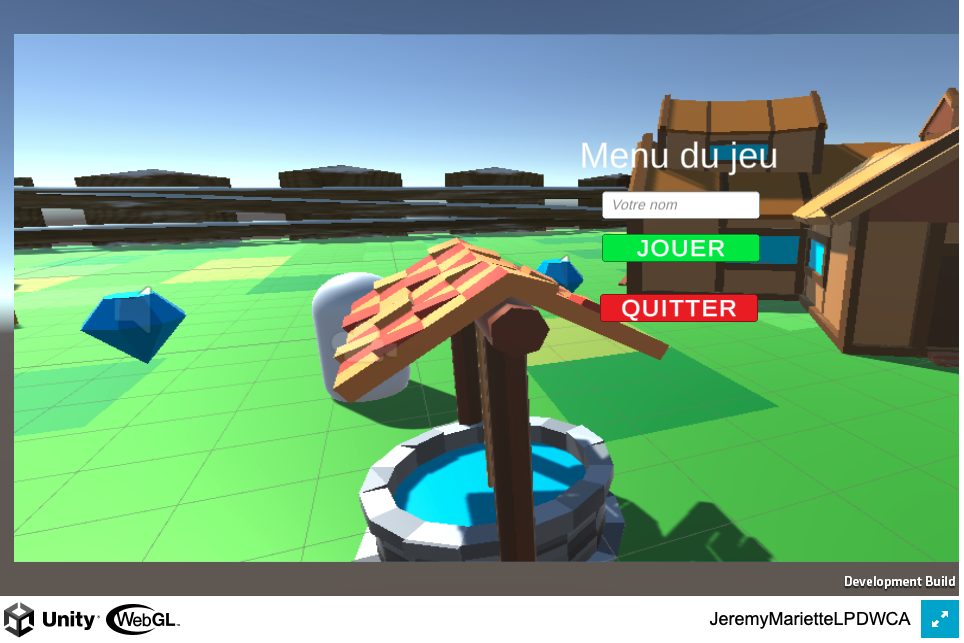 Menu du jeu
Votre nom
JOUER
QUITTER
Development Build
Unity WebGL
JeremyMarietteLPDWCA